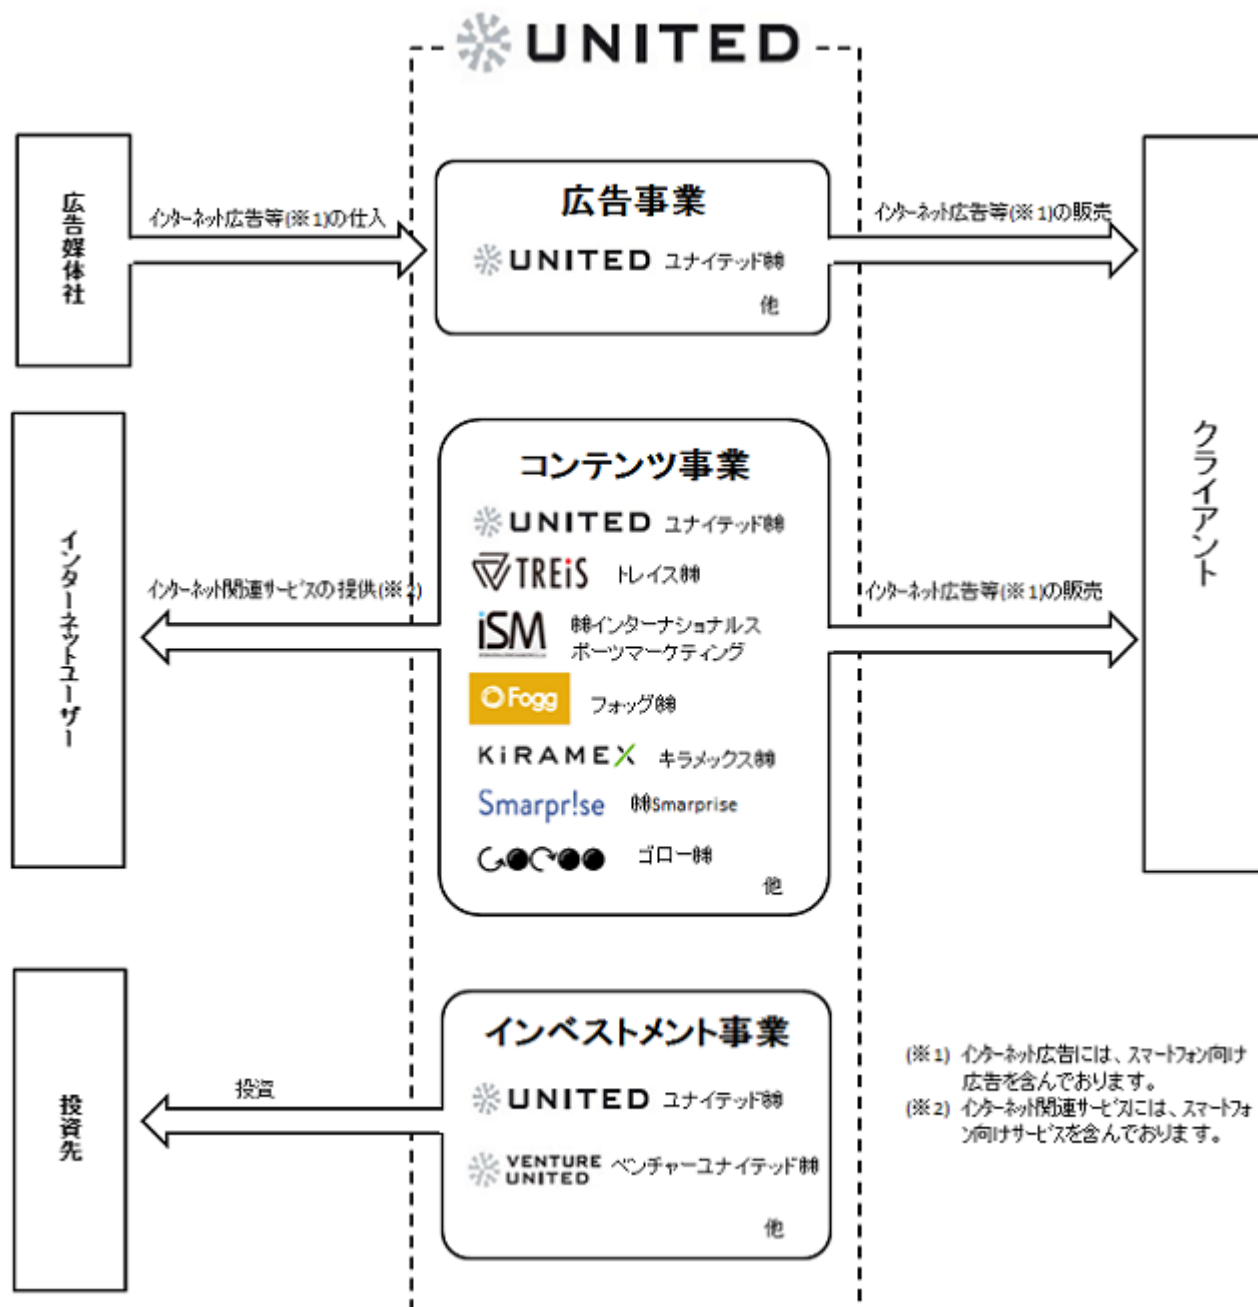 UNITED
広告媒体社
インターネット広告等(※1)の仕入
広告事業
UNITED ユナイテッド㈱
他
インターネット広告等(※1)の販売
クライアント
インターネットユーザー
インターネット関連サービスの提供(※2)
コンテンツ事業
UNITED ユナイテッド㈱
TREiS トレイス㈱
iSM ㈱インターナショナルス
ポーツマーケティング
Fogg フォッグ㈱
KiRAMEX キラメックス㈱
Smarpr!se ㈱Smarprise
ゴロー㈱
他
インターネット広告等(※1)の販売
投資先
投資
インベストメント事業
UNITED ユナイテッド㈱
VENTURE UNITED ベンチャーユナイテッド㈱
他
(※1) インターネット広告には、スマートフォン向け
広告を含んでおります。
(※2) インターネット関連サービスには、スマートフォ
ン向けサービスを含んでおります。